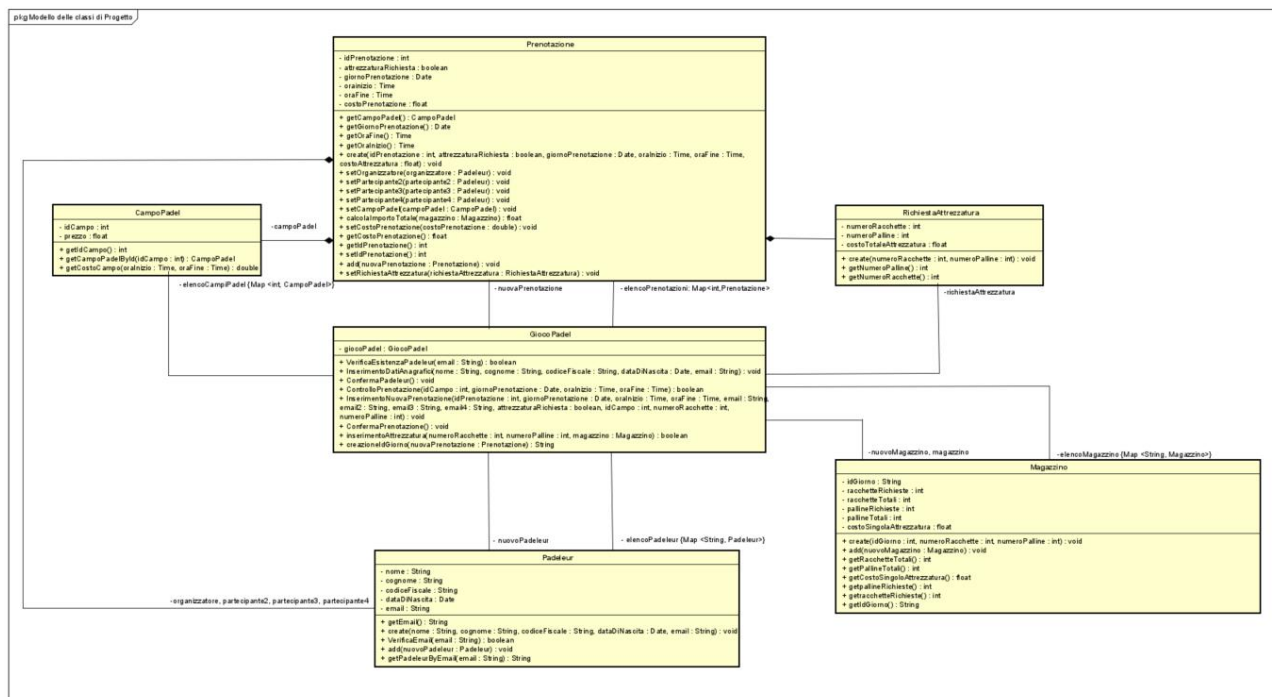 pkg Modello delle classi di Progetto
Prenotazione
- idPrenotazione : int
- attrezzaturaRichiesta : boolean
- giornoPrenotazione : Date
- orainizio : Time
- oraFine : Time
- costoPrenotazione : float
+ getCampoPadel() : CampoPadel
+ getGiornoPrenotazione() : Date
+ getOraFine() : Time
+ getOraInizio() : Time
+ create(idPrenotazione : int, attrezzaturaRichiesta : boolean, giornoPrenotazione : Date, oraInizio : Time, oraFine : Time,
costoAttrezzatura : float) : void
+ setOrganizzatore(organizzatore : Padeleur) : void
+ setPartecipante2(partecipante2 : Padeleur) : void
+ setPartecipante3(partecipante3 : Padeleur) : void
+ setPartecipante4(partecipante4 : Padeleur) : void
+ setCampoPadel(campoPadel : CampoPadel) : void
+ calcolaImportoTotale(magazzino : Magazzino) : float
+ setCostoPrenotazione(costoPrenotazione : double) : void
+ getCostoPrenotazione() : float
+ getIdPrenotazione() : int
+ setIdPrenotazione() : int
+ add(nuovaPrenotazione : Prenotazione) : void
+ setRichiestaAttrezzatura(richiestaAttrezzatura : RichiestaAttrezzatura) : void
CampoPadel
- idCampo : int
- prezzo : float
+ getIdCampo() : int
+ getCampoPadelById(idCampo : int) : CampoPadel
+ getCostoCampo(oraInizio : Time, oraFine : Time) : double
-campoPadel
RichiestaAttrezzatura
- numeroRacchette : int
- numeroPalline : int
- costoTotaleAttrezzatura : float
+ create(numeroRacchette : int, numeroPalline : int) : void
+ getNumeroPalline() : int
+ getNumeroRacchette() : int
- elencoCampiPadel {Map <int, CampoPadel>}
-nuovaPrenotazione
-elencoPrenotazioni: Map<int,Prenotazione>
-richiestaAttrezzatura
GiocoPadel
- giocoPadel : GiocoPadel
+ VerificaEsistenzaPadeleur(email : String) : boolean
+ InserimentoDatiAnagrafici(nome : String, cognome : String, codiceFiscale : String, dataDiNascita : Date, email : String) : void
+ ConfermaPadeleur() : void
+ ControlloPrenotazione(idCampo : int, giornoPrenotazione : Date, oraInizio : Time, oraFine : Time) : boolean
+ InserimentoNuovaPrenotazione(idPrenotazione : int, giornoPrenotazione : Date, oraInizio : Time, oraFine : Time, email : String,
email2 : String, email3 : String, email4 : String, attrezzaturaRichiesta : boolean, idCampo : int, numeroRacchette : int,
numeroPalline : int) : void
+ ConfermaPrenotazione() : void
+ inserimentoAttrezzatura(numeroRacchette : int, numeroPalline : int, magazzino : Magazzino) : boolean
+ creazioneIdGiorno(nuovaPrenotazione : Prenotazione) : String
-nuovoMagazzino, magazzino
-elencoMagazzino {Map <String, Magazzino>}
Magazzino
- idGiorno : String
- racchetteRichieste : int
- racchetteTotali : int
- pallineRichieste : int
- pallineTotali : int
- costoSingolaAttrezzatura : float
+ create(idGiorno : int, numeroRacchette : int, numeroPalline : int) : void
+ add(nuovoMagazzino : Magazzino) : void
+ getRacchetteTotali() : int
+ getPallineTotali() : int
+ getCostoSingoloAttrezzatura() : float
+ getpallineRichieste() : int
+ getracchetteRichieste() : int
+ getIdGiorno() : String
- nuovoPadeleur
- elencoPadeleur {Map <String, Padeleur>}
-organizzatore, partecipante2, partecipante3, partecipante4
Padeleur
- nome : String
- cognome : String
- codiceFiscale : String
- dataDiNascita : Date
- email : String
+ getEmail() : String
+ create(nome : String, cognome : String, codiceFiscale : String, dataDiNascita : Date, email : String) : void
+ VerificaEmail(email : String) : boolean
+ add(nuovoPadeleur : Padeleur) : void
+ getPadeleurByEmail(email : String) : String